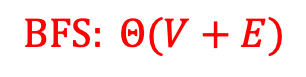 BFS: Θ(V + E)